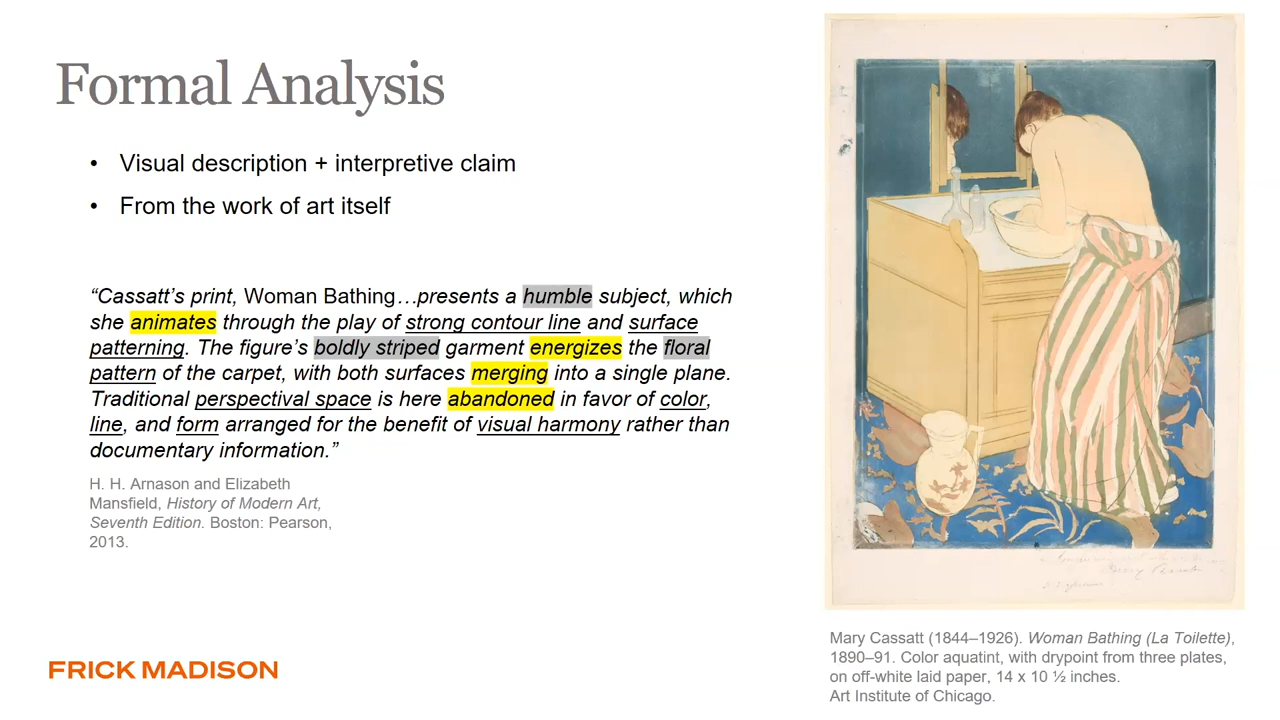 Formal Analysis
• Visual description + interpretive claim
• From the work of art itself
“Cassatt’s print, Woman Bathing…presents a humble subject, which
she animates through the play of strong contour line and surface
patterning. The figure’s boldly striped garment energizes the floral
pattern of the carpet, with both surfaces merging into a single plane.
Traditional perspectival space is here abandoned in favor of color,
line, and form arranged for the benefit of visual harmony rather than
documentary information.”
H. H. Arnason and Elizabeth
Mansfield, History of Modern Art,
Seventh Edition. Boston: Pearson,
2013.
FRICK MADISON
Mary Cassatt (1844–1926). Woman Bathing (La Toilette),
1890–91. Color aquatint, with drypoint from three plates,
on off-white laid paper, 14 x 10 ½ inches.
Art Institute of Chicago.